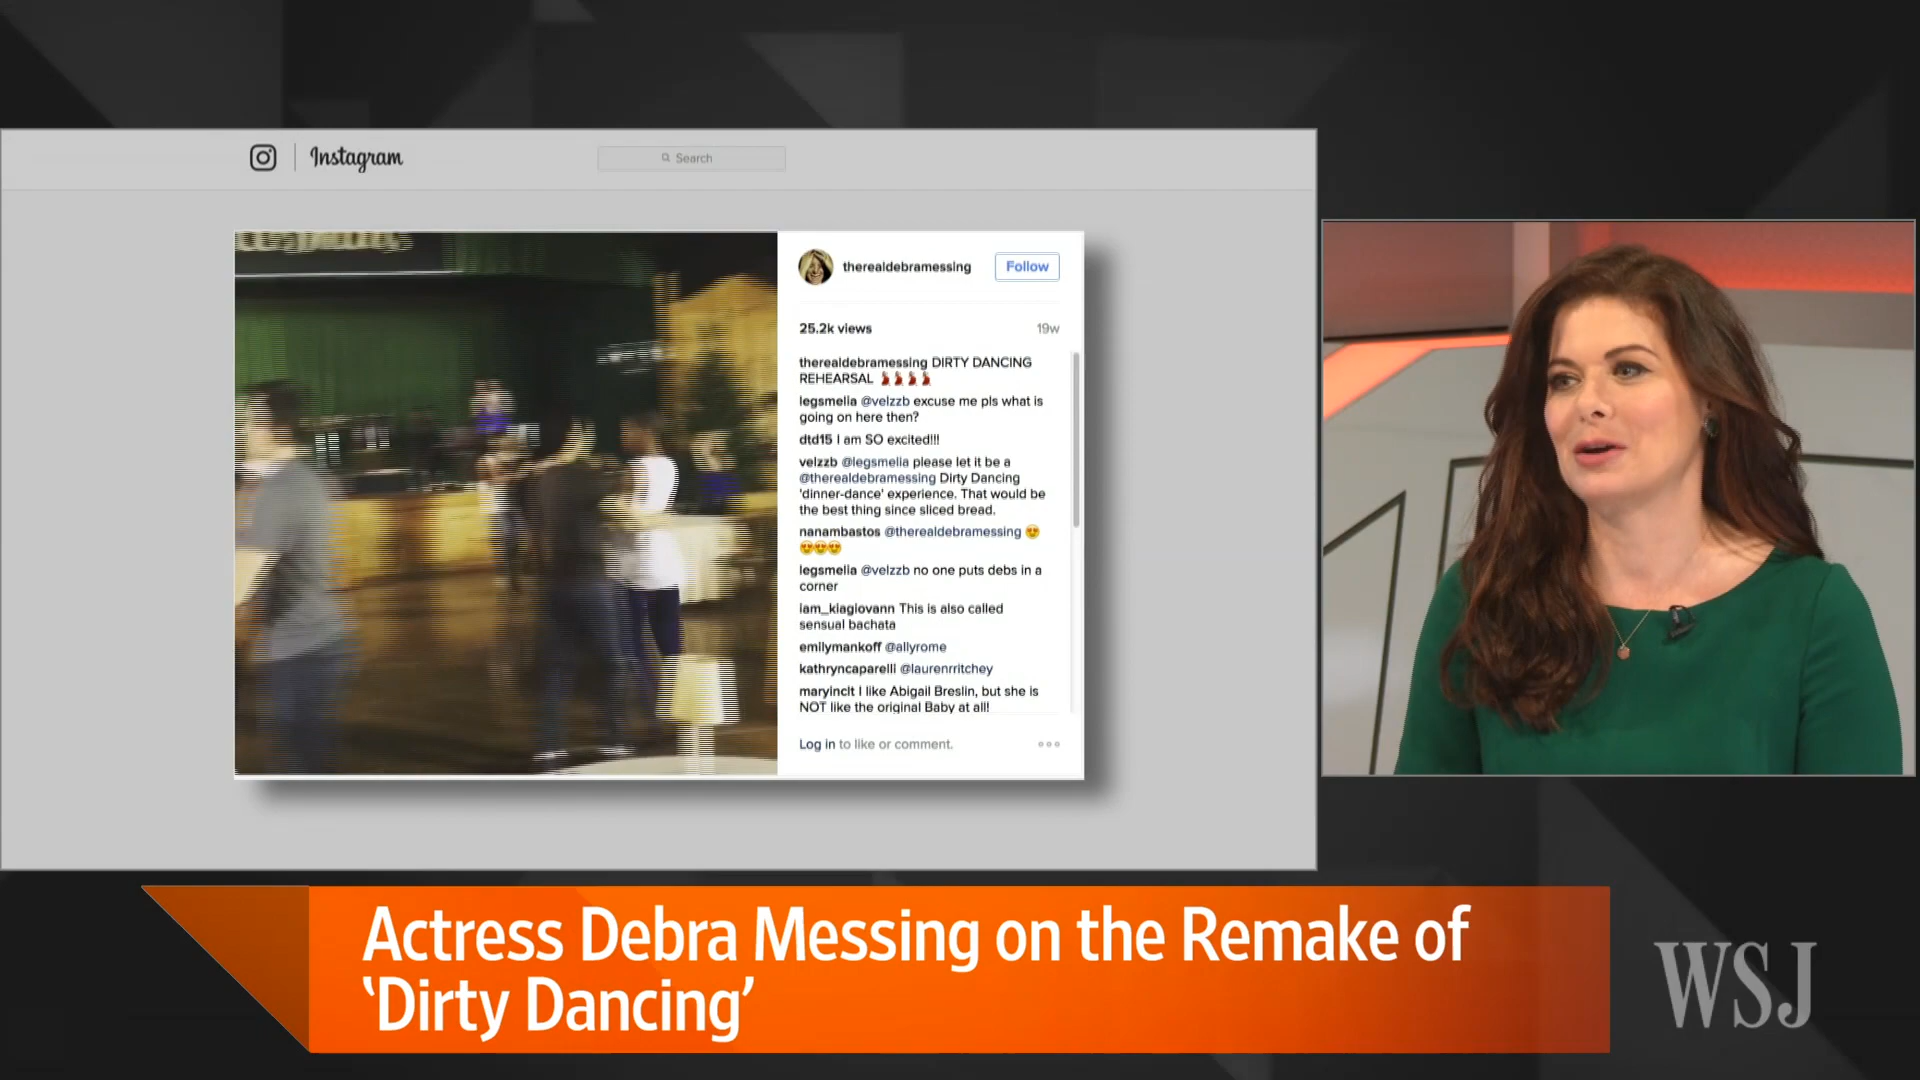 Instagram
Search
therealdebramessing
Follow
25.2k views
19w
therealdebramessing DIRTY DANCING
REHEARSAL 💃💃💃💃
legsmelia @velzzb excuse me pls what is
going on here then?
dtd15 I am SO excited!!!
velzzb @legsmelia please let it be a
@therealdebramessing Dirty Dancing
'dinner-dance' experience. That would be
the best thing since sliced bread.
nanambastos @therealdebramessing 😍
😍😍😍
legsmelia @velzzb no one puts debs in a
corner
iam_kiagiovann This is also called
sensual bachata
emilymankoff @allyrome
kathryncaparelli @laurenrritchey
maryinclt I like Abigail Breslin, but she is
NOT like the original Baby at all!
Log in to like or comment.
Actress Debra Messing on the Remake of
‘Dirty Dancing’
WSJ